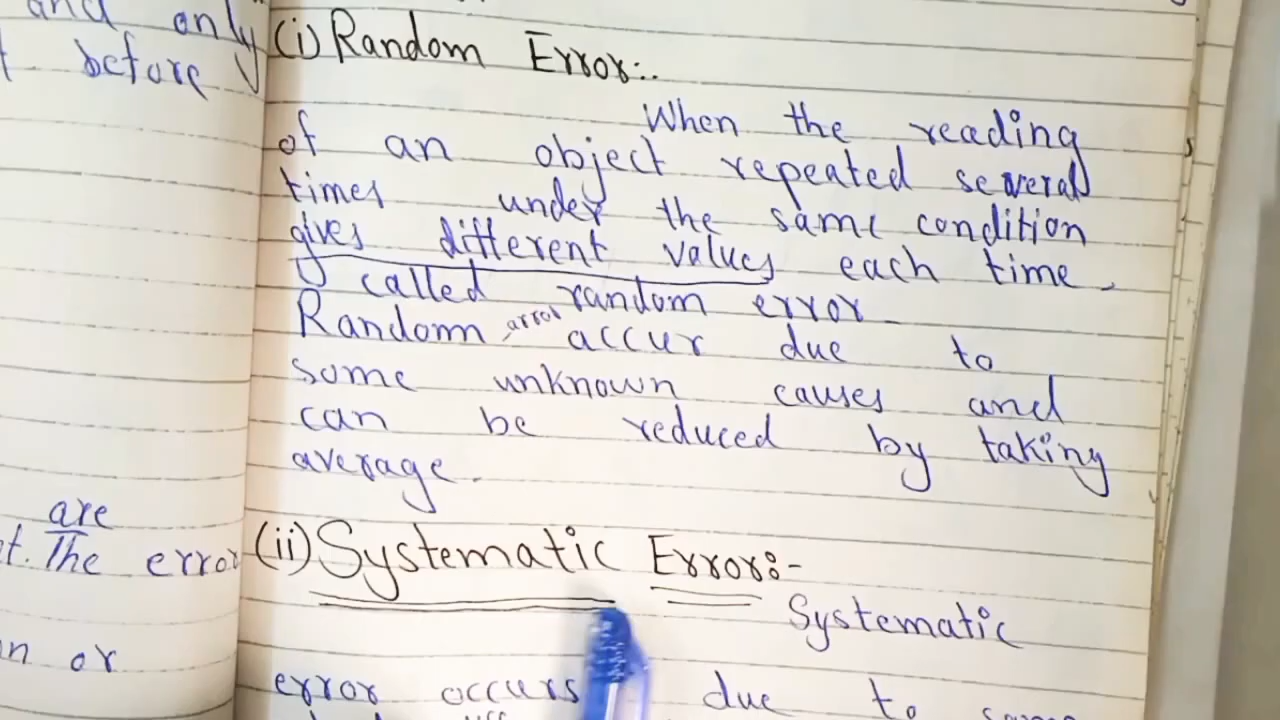 and only
before
are
The error
or
(i) Random Error:.
When the reading
of an object repeated several
times under the same condition
gives different values each time.
called random error
Random error accur due to
some unknown causes and
can be reduced by taking
average.
(ii) Systematic Error:-
Systematic
error occurs due to